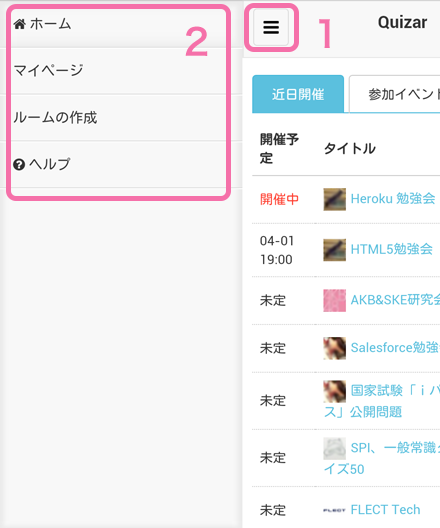 ホーム
マイページ
ルームの作成
ヘルプ
2
1
Quizar
近日開催
参加イベント
開催予
定
タイトル
開催中
Heroku 勉強会
04-01
19:00
HTML5勉強会
未定
AKB&SKE研究会
未定
Salesforce勉強
未定
国家試験「ｉパ
ス」公開問題
未定
SPI、一般常識ク
イズ50
未定
FLECT
FLECT Tech